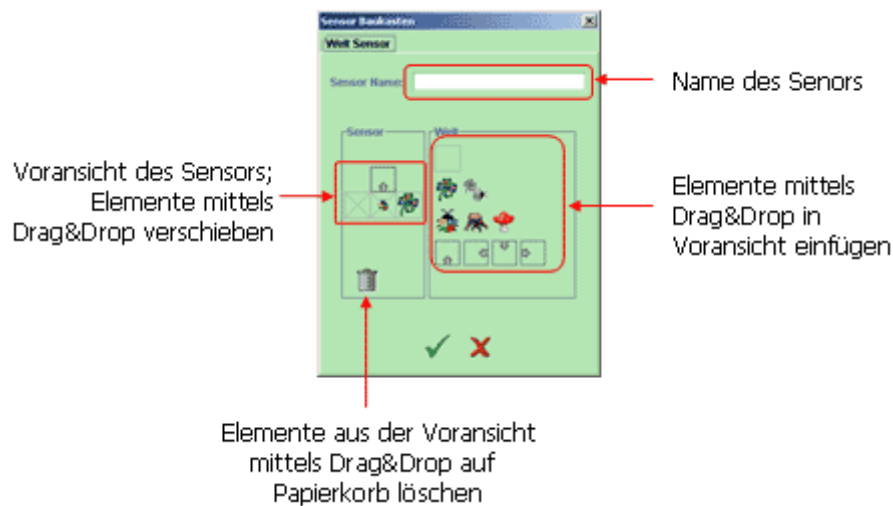 Sensor Baukasten
Welt Sensor
Sensor Name:
Name des Senors
Sensor
Welt
Voransicht des Sensors;
Elemente mittels
Drag&Drop verschieben
Elemente mittels
Drag&Drop in
Voransicht einfügen
Elemente aus der Voransicht
mittels Drag&Drop auf
Papierkorb löschen